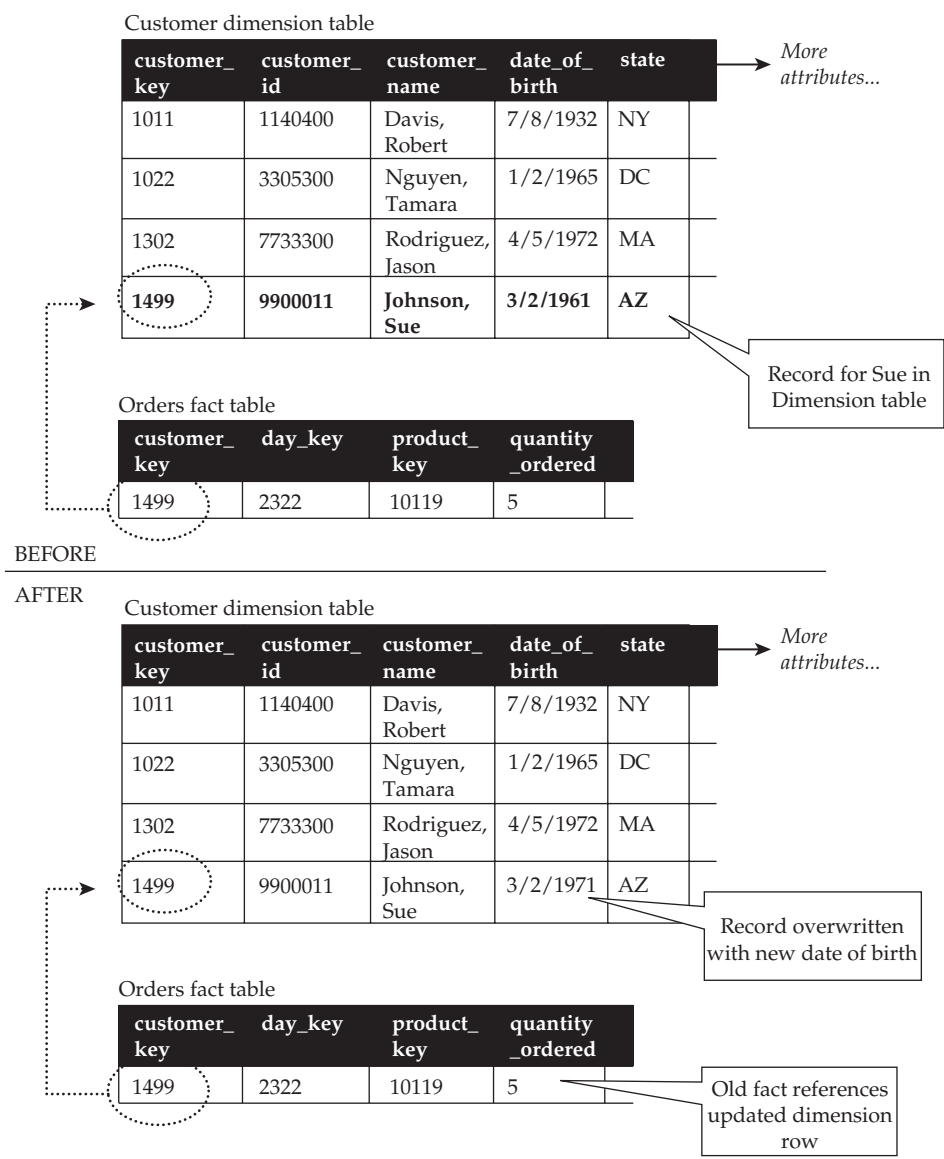 Customer dimension table
customer_ customer_ customer_ date_of_ state
key id name birth
More
attributes...
1011 1140400 Davis, 7/8/1932 NY
Robert
1022 3305300 Nguyen, 1/2/1965 DC
Tamara
1302 7733300 Rodriguez, 4/5/1972 MA
Jason
1499 9900011 Johnson, 3/2/1961 AZ
Sue
Record for Sue in
Dimension table
Orders fact table
customer_ day_key product_ quantity
key key _ordered
1499 2322 10119 5
BEFORE
AFTER
Customer dimension table
customer_ customer_ customer_ date_of_ state
key id name birth
More
attributes...
1011 1140400 Davis, 7/8/1932 NY
Robert
1022 3305300 Nguyen, 1/2/1965 DC
Tamara
1302 7733300 Rodriguez, 4/5/1972 MA
Jason
1499 9900011 Johnson, 3/2/1971 AZ
Sue
Record overwritten
with new date of birth
Orders fact table
customer_ day_key product_ quantity
key key _ordered
1499 2322 10119 5
Old fact references
updated dimension
row